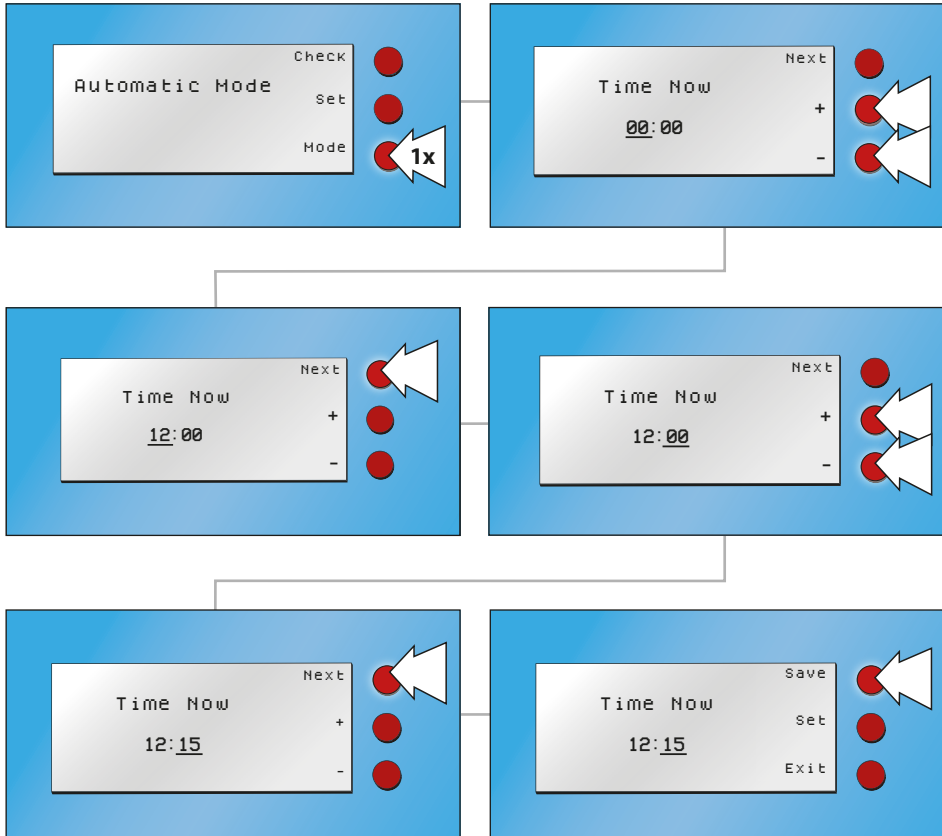 Check
Automatic Mode
Set
Mode
1x
Next
Time Now
+
00:00
-
Next
Time Now
+
12:00
-
Next
Time Now
+
12:00
-
Next
Time Now
+
12:15
-
Save
Time Now
Set
12:15
Exit